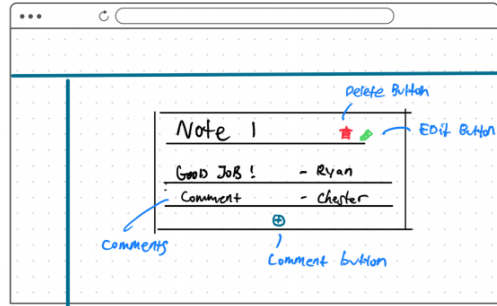 Delete Button
Note 1
EDit Button
GOOD JOB ! - Ryan
Comment - Chester
Comments
Comment button